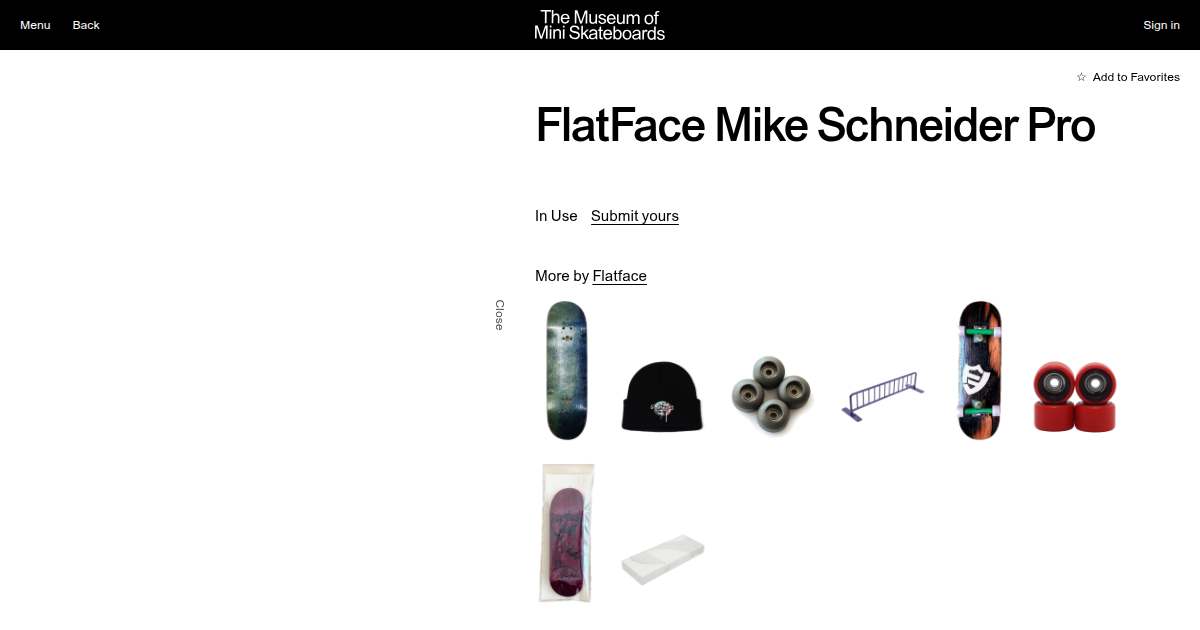 Menu
Back
The Museum of
Mini Skateboards
Sign in
☆ Add to Favorites
FlatFace Mike Schneider Pro
In Use Submit yours
More by Flatface
Close